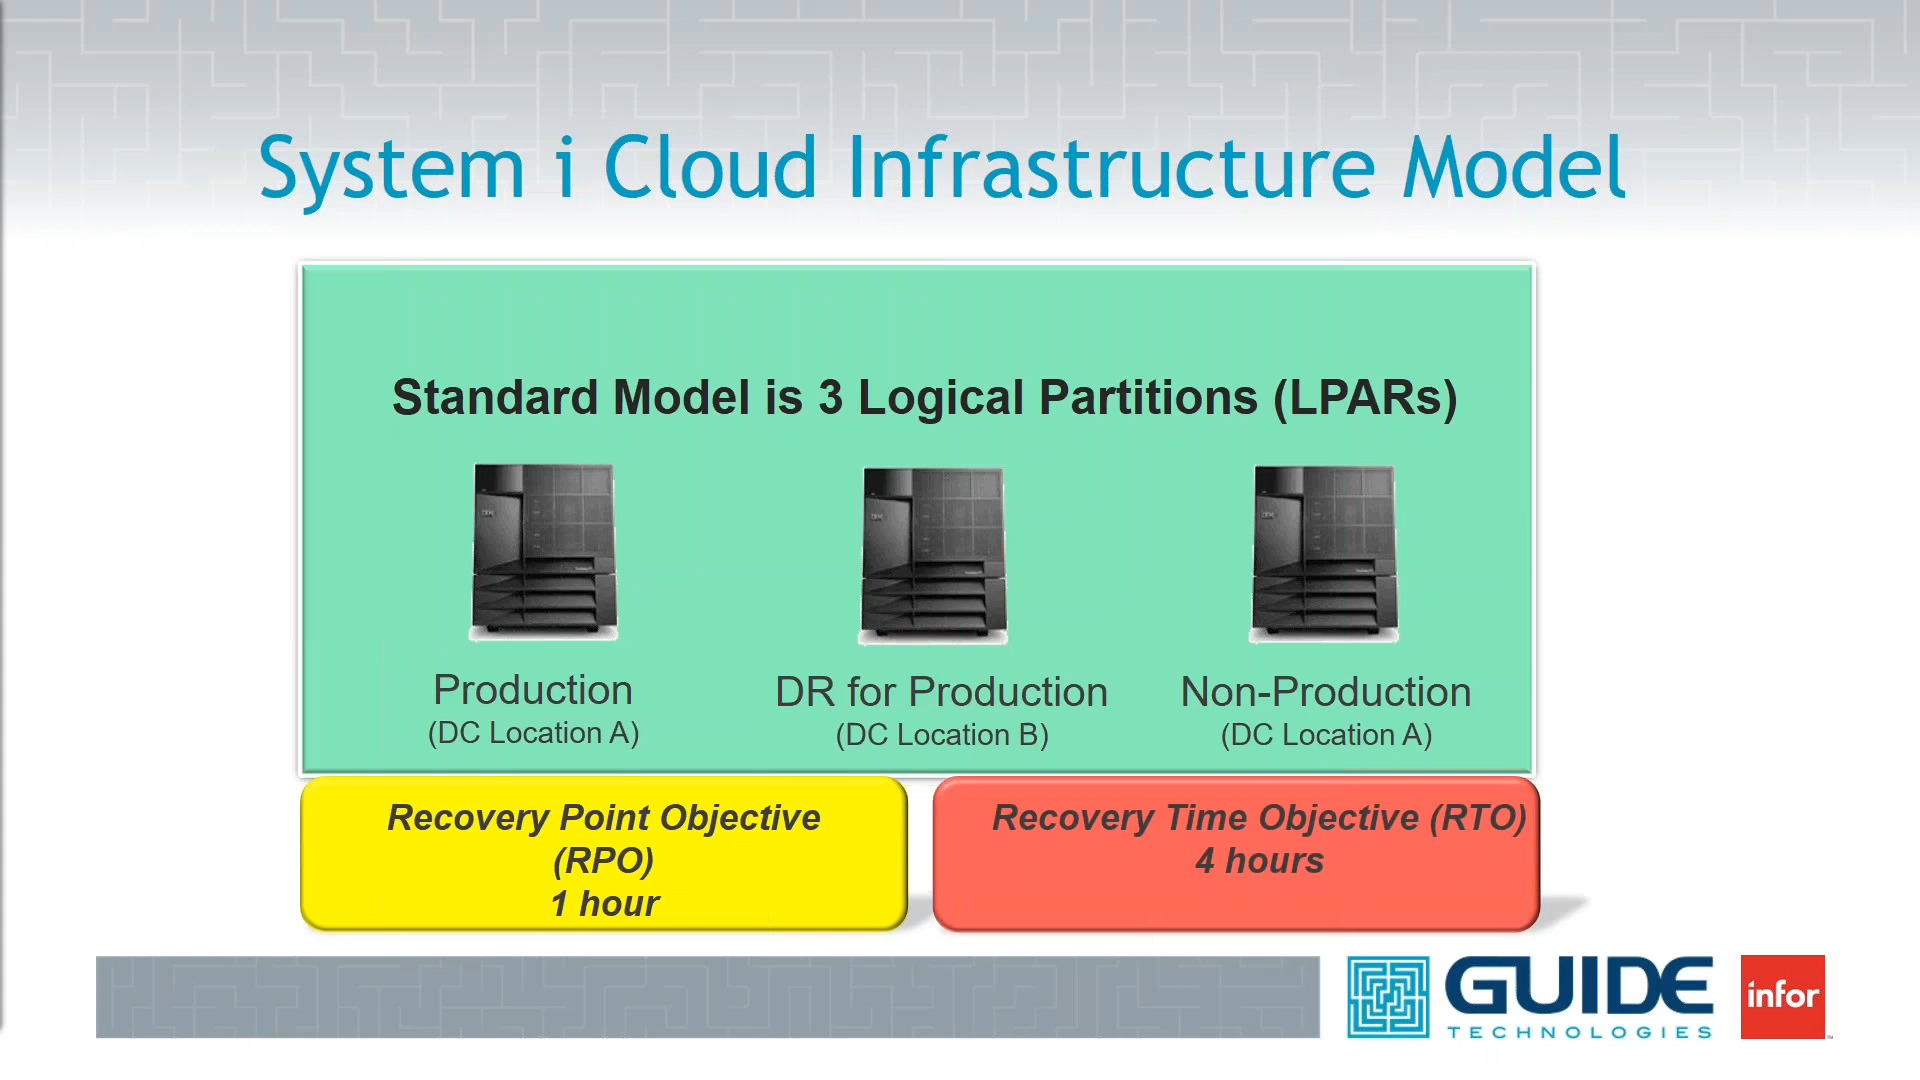 System i Cloud Infrastructure Model
Standard Model is 3 Logical Partitions (LPARs)
Production
(DC Location A)
DR for Production
(DC Location B)
Non-Production
(DC Location A)
Recovery Point Objective
(RPO)
1 hour
Recovery Time Objective (RTO)
4 hours
GUIDE
TECHNOLOGIES
infor